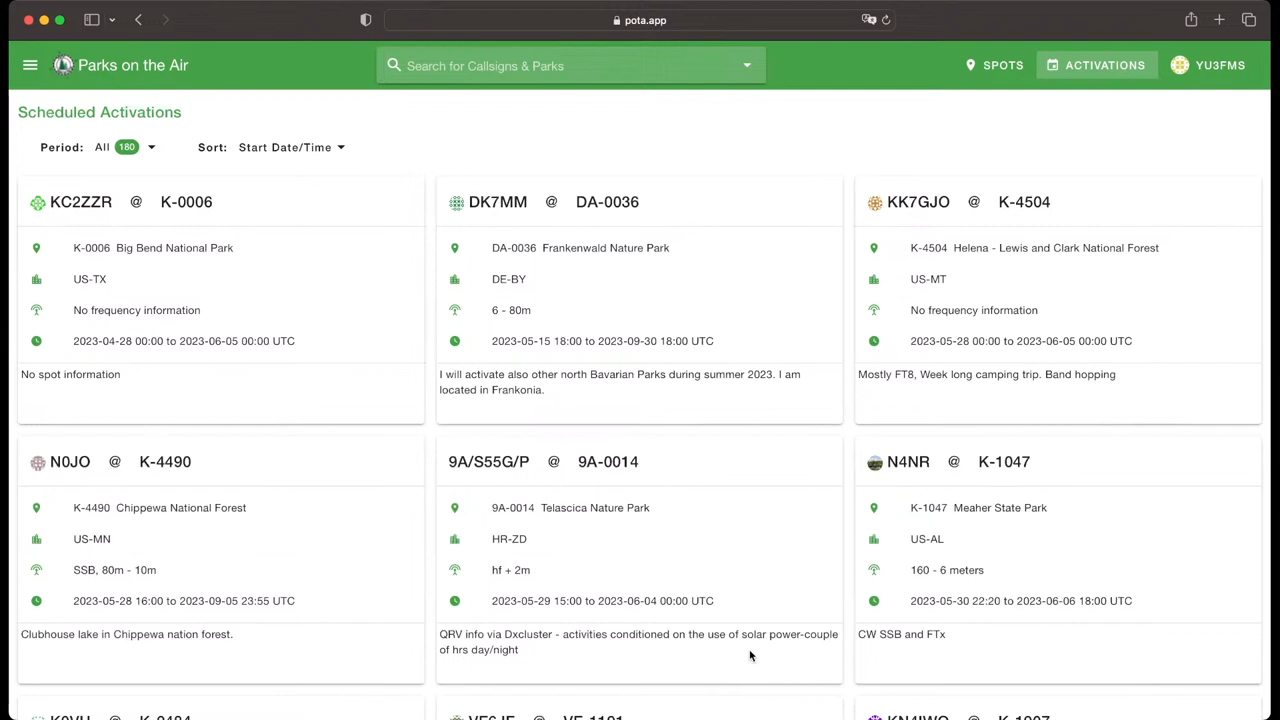 pota.app
Parks on the Air
Search for Callsigns & Parks
SPOTS
ACTIVATIONS
YU3FMS
Scheduled Activations
Period: All 180
Sort: Start Date/Time
KC2ZZR @ K-0006
K-0006 Big Bend National Park
US-TX
No frequency information
2023-04-28 00:00 to 2023-06-05 00:00 UTC
No spot information
DK7MM @ DA-0036
DA-0036 Frankenwald Nature Park
DE-BY
6 - 80m
2023-05-15 18:00 to 2023-09-30 18:00 UTC
I will activate also other north Bavarian Parks during summer 2023. I am
located in Frankonia.
KK7GJO @ K-4504
K-4504 Helena - Lewis and Clark National Forest
US-MT
No frequency information
2023-05-28 00:00 to 2023-06-05 00:00 UTC
Mostly FT8, Week long camping trip. Band hopping
N0JO @ K-4490
K-4490 Chippewa National Forest
US-MN
SSB, 80m - 10m
2023-05-28 16:00 to 2023-09-05 23:55 UTC
Clubhouse lake in Chippewa nation forest.
9A/S55G/P @ 9A-0014
9A-0014 Telascica Nature Park
HR-ZD
hf + 2m
2023-05-29 15:00 to 2023-06-04 00:00 UTC
QRV info via Dxcluster - activities conditioned on the use of solar power-couple
of hrs day/night
N4NR @ K-1047
K-1047 Meaher State Park
US-AL
160 - 6 meters
2023-05-30 22:20 to 2023-06-06 18:00 UTC
CW SSB and FTx